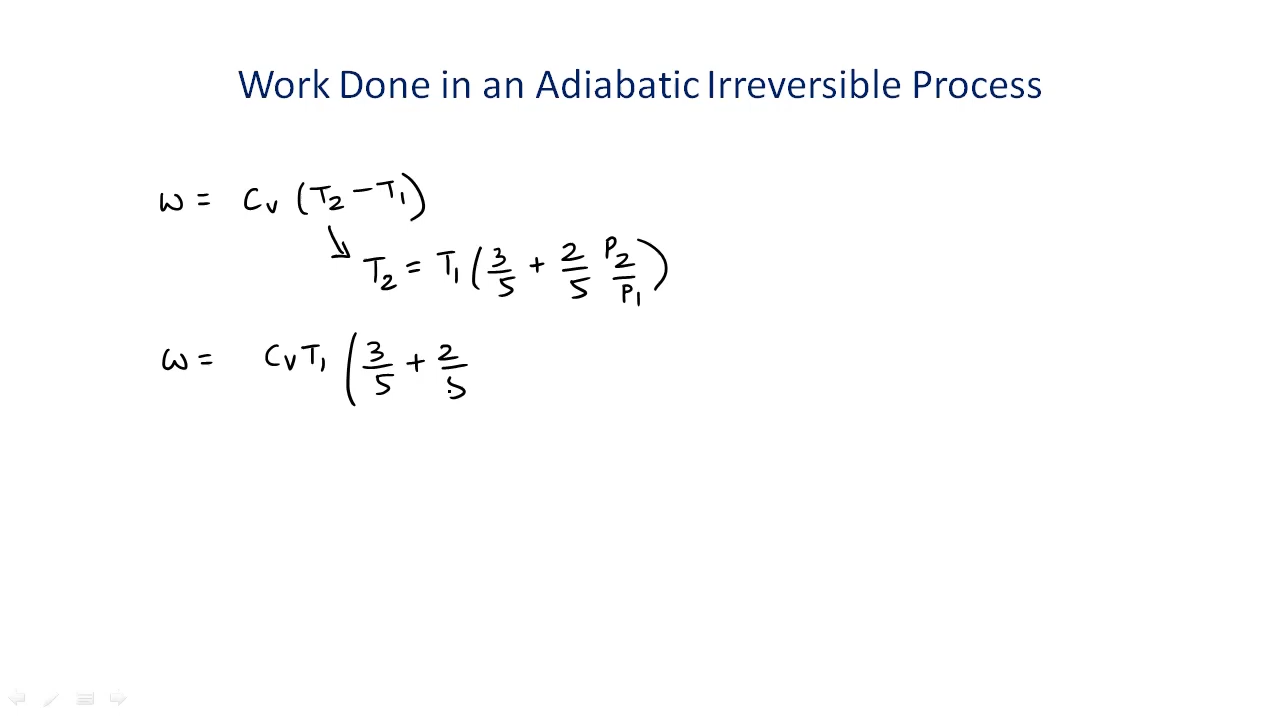 Work Done in an Adiabatic Irreversible Process
w = Cv (T2 − T1)
T2 = T1 (3/5 + 2/5 P2/P1)
w = CvT1 (3/5 + 2/5